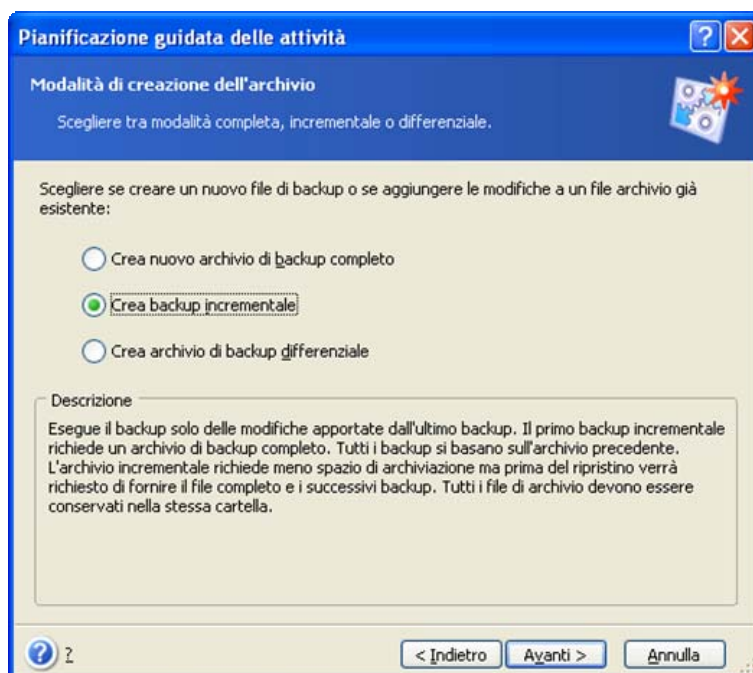 Pianificazione guidata delle attività
Modalità di creazione dell'archivio
Scegliere tra modalità completa, incrementale o differenziale.
Scegliere se creare un nuovo file di backup o se aggiungere le modifiche a un file archivio già
esistente:
Crea nuovo archivio di backup completo
Crea backup incrementale
Crea archivio di backup differenziale
Descrizione
Esegue il backup solo delle modifiche apportate dall'ultimo backup. Il primo backup incrementale
richiede un archivio di backup completo. Tutti i backup si basano sull'archivio precedente.
L'archivio incrementale richiede meno spazio di archiviazione ma prima del ripristino verrà
richiesto di fornire il file completo e i successivi backup. Tutti i file di archivio devono essere
conservati nella stessa cartella.
? < Indietro Avanti > Annulla